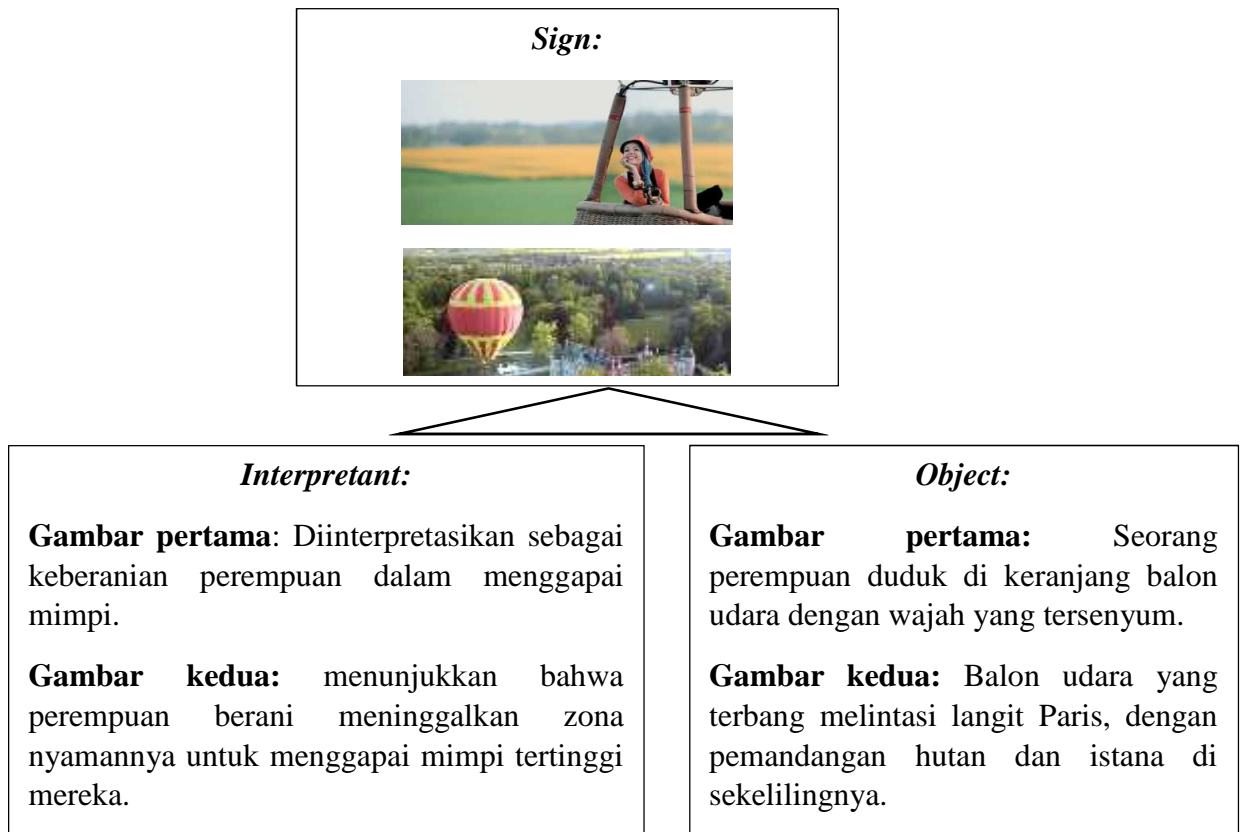 Sign:
Interpretant:
Gambar pertama: Diinterpretasikan sebagai
keberanian perempuan dalam menggapai
mimpi.
Gambar kedua: menunjukkan bahwa
perempuan berani meninggalkan zona
nyamannya untuk menggapai mimpi tertinggi
mereka.
Object:
Gambar pertama: Seorang
perempuan duduk di keranjang balon
udara dengan wajah yang tersenyum.
Gambar kedua: Balon udara yang
terbang melintasi langit Paris, dengan
pemandangan hutan dan istana di
sekelilingnya.